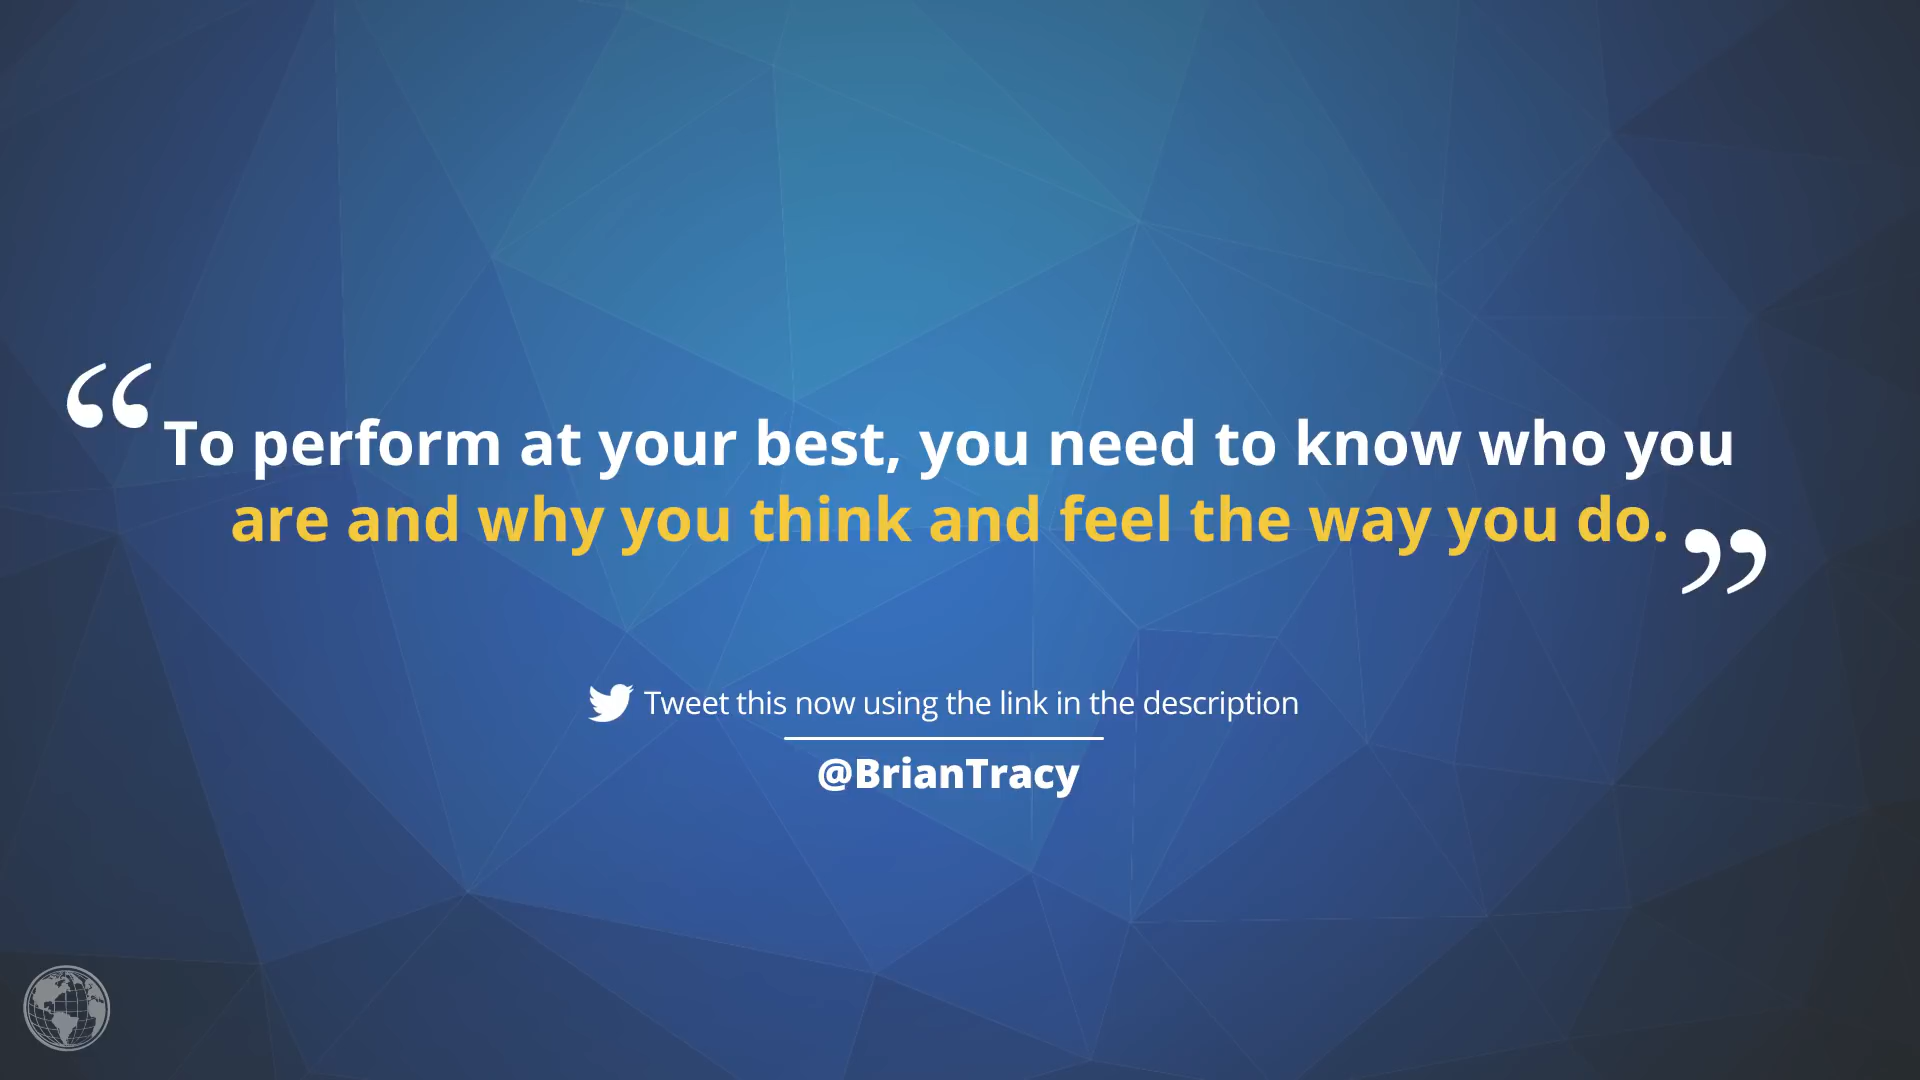 “To perform at your best, you need to know who you
are and why you think and feel the way you do.”
Tweet this now using the link in the description
@BrianTracy